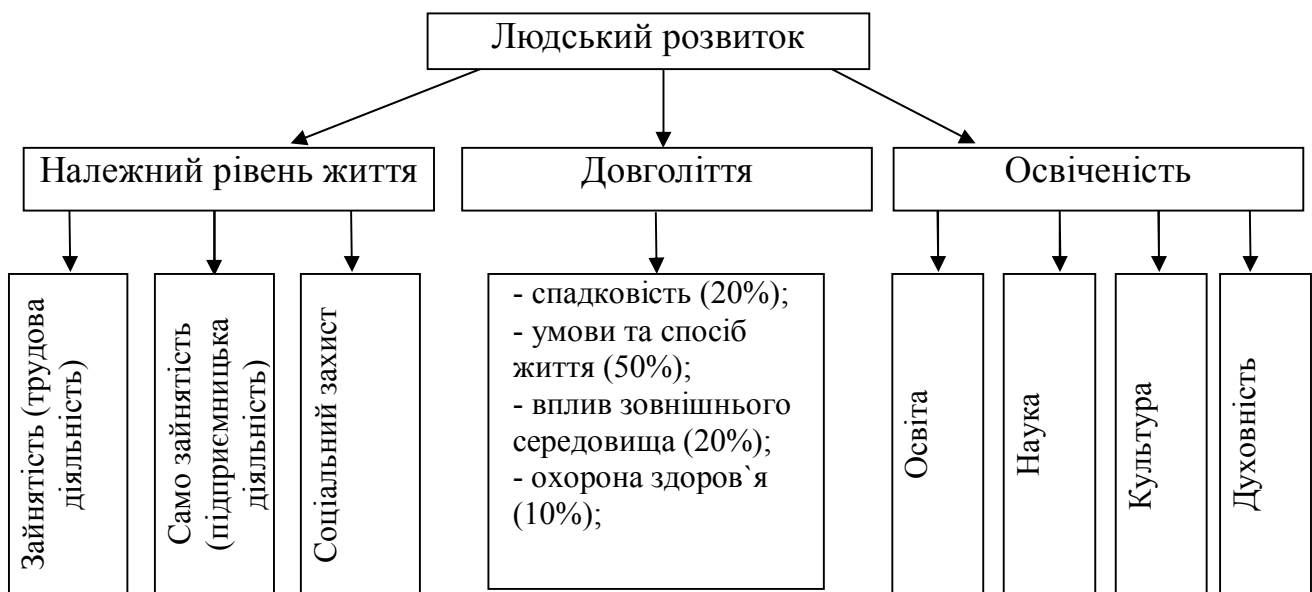 Людський розвиток
Належний рівень життя
Довголіття
Освіченість
Зайнятість (трудова
діяльність)
Само зайнятість
(підприємницька
діяльність)
Соціальний захист
- спадковість (20%);
- умови та спосіб
життя (50%);
- вплив зовнішнього
середовища (20%);
- охорона здоров`я
(10%);
Освіта
Наука
Культура
Духовність